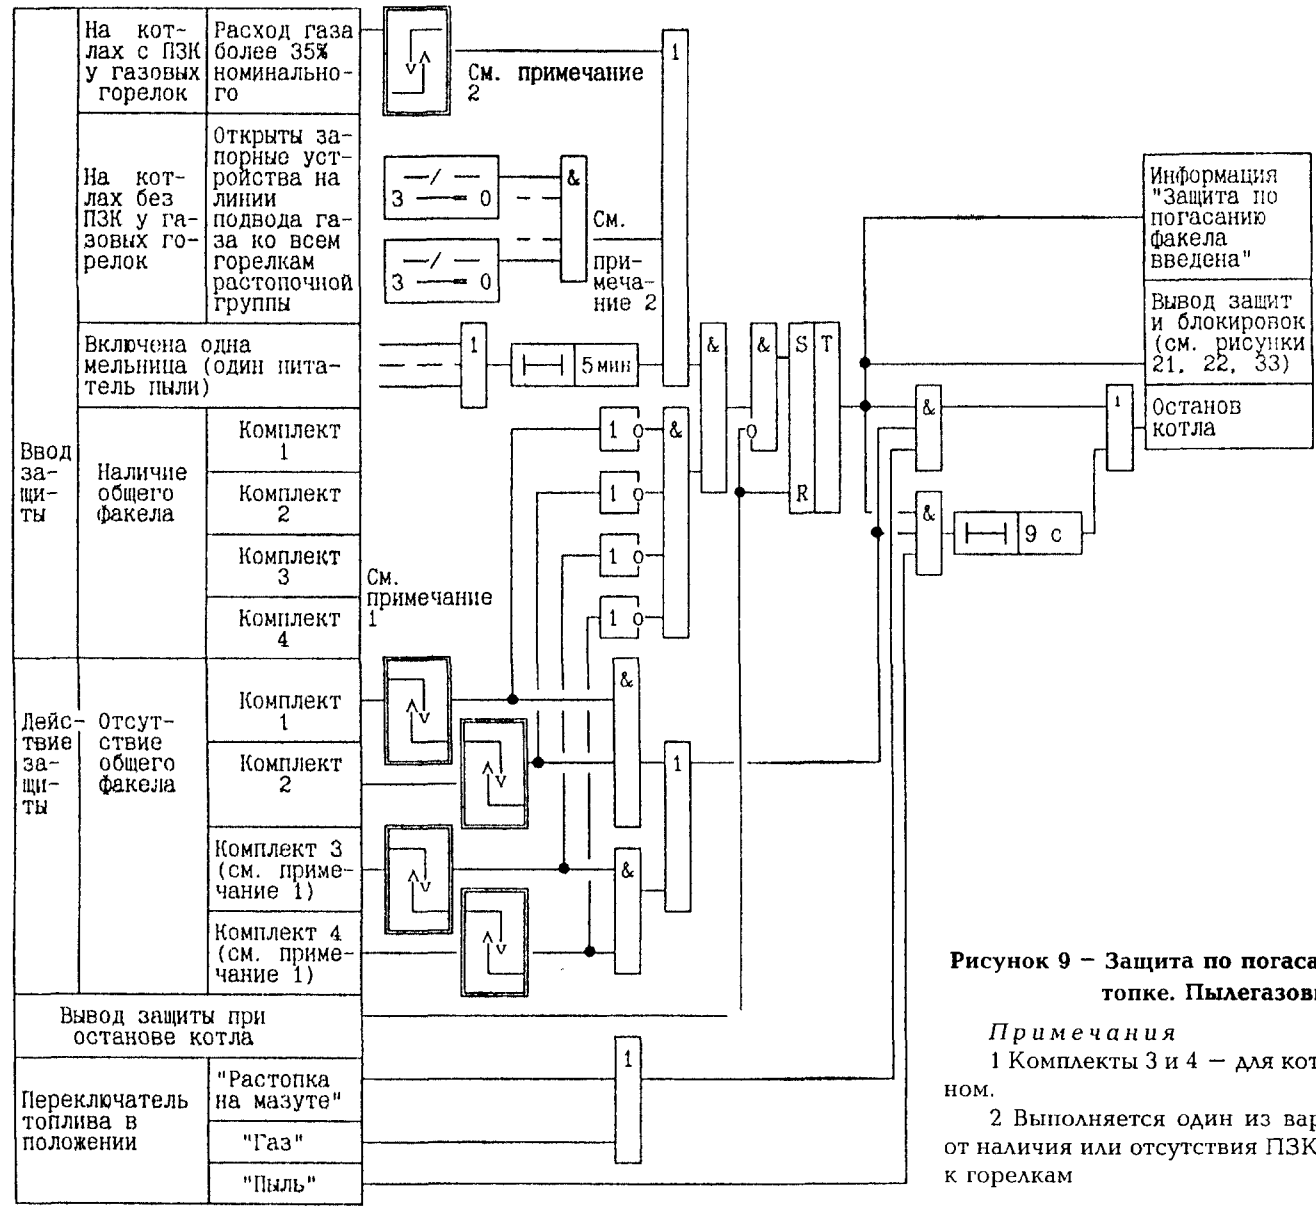 На кот-
лах с ПЗК
у газовых
горелок
Расход газа
более 35%
номинально-
го
См. примечание
2
1
На кот-
лах без
ПЗК у га-
зовых го-
релок
Открыты за-
порные уст-
ройства на
линии
подвода га-
за ко всем
горелкам
растопочной
группы
З О
З О
&
См.
при-
меча-
ние 2
Включена одна
мельница (один пита-
тель пыли)
1
5 мин
&
&
S T
R
Ввод
за-
щи-
ты
Наличие
общего
факела
Комплект
1
Комплект
2
Комплект
3
Комплект
4
См.
примечание
1
1
1
1
1
&
Информация
"Защита по
погасанию
факела
введена"
Вывод защит
и блокировок
(см. рисунки
21, 22, 33)
Останов
котла
&
1
&
9 с
Дейс-
твие
за-
щи-
ты
Отсут-
ствие
общего
факела
Комплект
1
Комплект
2
Комплект 3
(см. приме-
чание 1)
Комплект 4
(см. приме-
чание 1)
&
1
&
Вывод защиты при
останове котла
Переключатель
топлива в
положении
"Растопка
на мазуте"
"Газ"
"Пыль"
1
Рисунок 9 – Защита по погаса
топке. Пылегазов
Примечания
1 Комплекты 3 и 4 – для кот
ном.
2 Выполняется один из вар
от наличия или отсутствия ПЗК
к горелкам